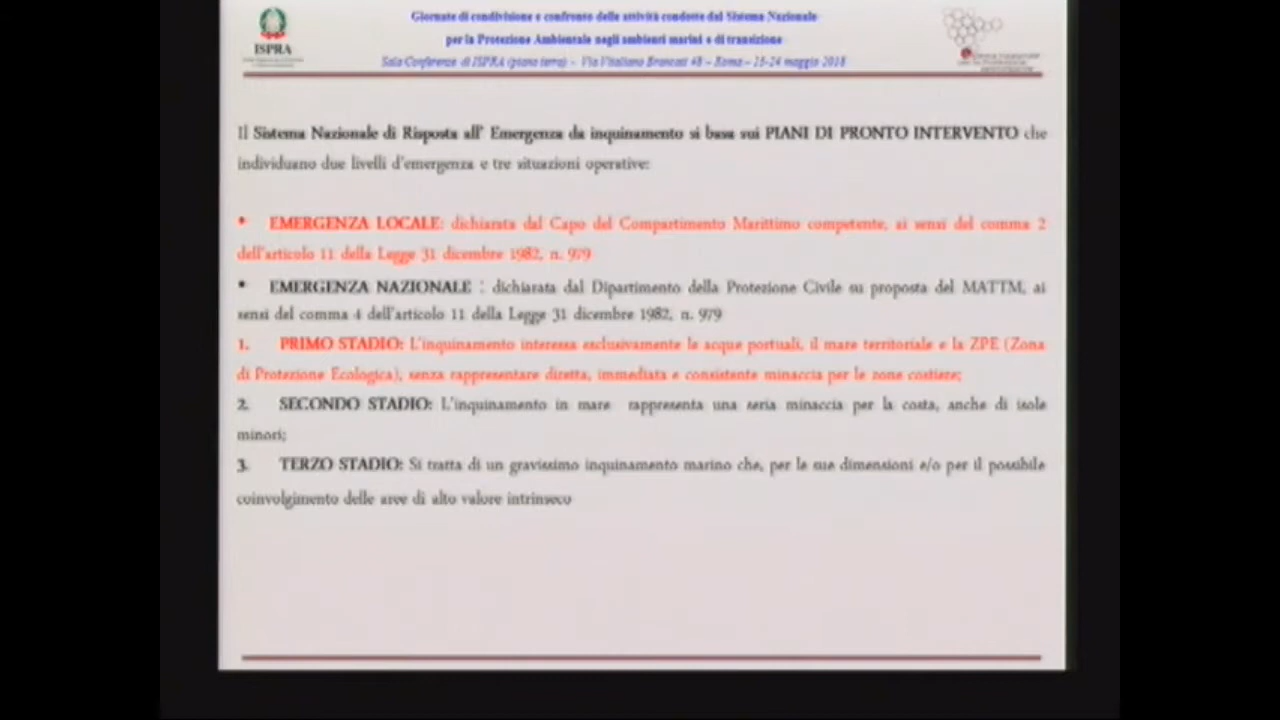 Giornate di condivisione e confronto delle attività condotte dal Sistema Nazionale
per la Protezione Ambientale negli ambienti marini e di transizione
Sala Conferenze di ISPRA (piano terra) - Via Vitaliano Brancati 48 - Roma - 15-24 maggio 2018
ISPRA
Il Sistema Nazionale di Risposta all' Emergenza da inquinamento si basa sui PIANI DI PRONTO INTERVENTO che
individuano due livelli d'emergenza e tre situazioni operative:
• EMERGENZA LOCALE: dichiarata dal Capo del Compartimento Marittimo competente, ai sensi del comma 2
dell'articolo 11 della Legge 31 dicembre 1982, n. 979
• EMERGENZA NAZIONALE : dichiarata dal Dipartimento della Protezione Civile su proposta del MATTM, ai
sensi del comma 4 dell'articolo 11 della Legge 31 dicembre 1982, n. 979
1. PRIMO STADIO: L'inquinamento interessa esclusivamente le acque portuali, il mare territoriale e la ZPE (Zona
di Protezione Ecologica), senza rappresentare diretta, immediata e consistente minaccia per le zone costiere;
2. SECONDO STADIO: L'inquinamento in mare rappresenta una seria minaccia per la costa, anche di isole
minori;
3. TERZO STADIO: Si tratta di un gravissimo inquinamento marino che, per le sue dimensioni e/o per il possibile
coinvolgimento delle aree di alto valore intrinseco